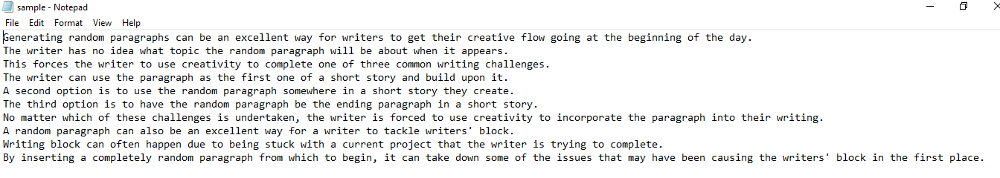 sample - Notepad
File Edit Format View Help
Generating random paragraphs can be an excellent way for writers to get their creative flow going at the beginning of the day.
The writer has no idea what topic the random paragraph will be about when it appears.
This forces the writer to use creativity to complete one of three common writing challenges.
The writer can use the paragraph as the first one of a short story and build upon it.
A second option is to use the random paragraph somewhere in a short story they create.
The third option is to have the random paragraph be the ending paragraph in a short story.
No matter which of these challenges is undertaken, the writer is forced to use creativity to incorporate the paragraph into their writing.
A random paragraph can also be an excellent way for a writer to tackle writers' block.
Writing block can often happen due to being stuck with a current project that the writer is trying to complete.
By inserting a completely random paragraph from which to begin, it can take down some of the issues that may have been causing the writers' block in the first place.